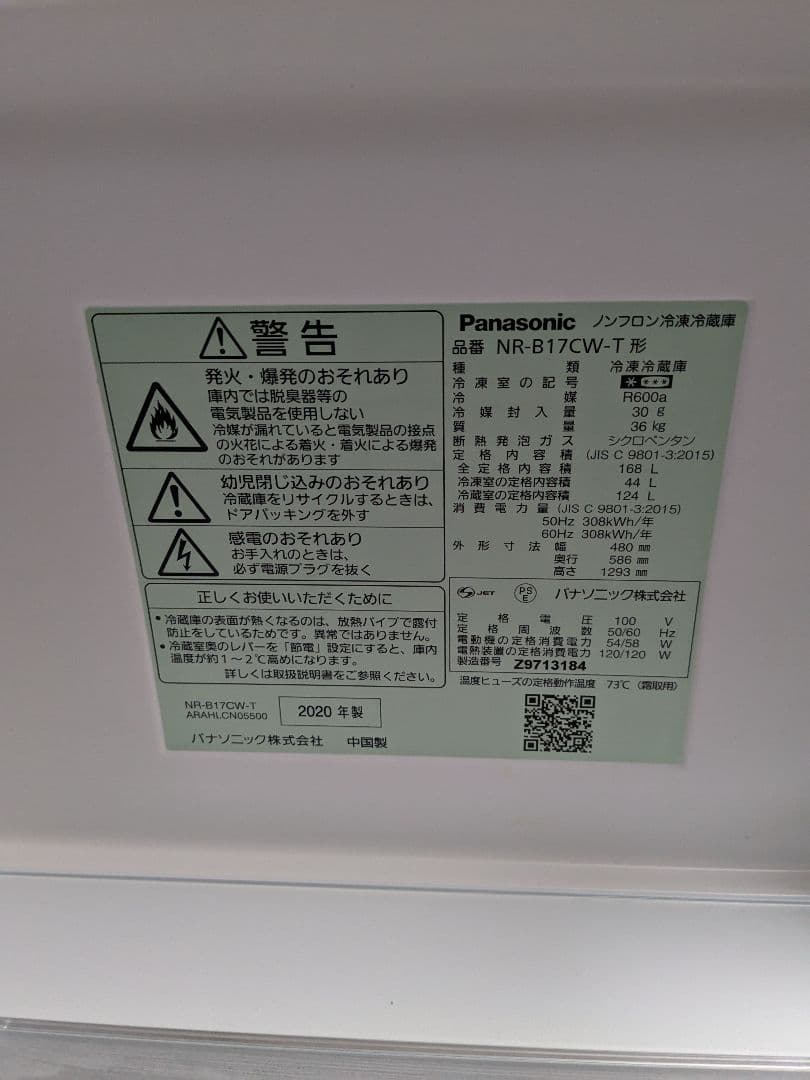 警告
発火・爆発のおそれあり
庫内では脱臭器等の
電気製品を使用しない
冷媒が漏れていると電気製品の接点
の火花による着火・着火による爆発
のおそれがあります
幼児閉じ込みのおそれあり
冷蔵庫をリサイクルするときは、
ドアパッキングを外す
感電のおそれあり
お手入れのときは、
必ず電源プラグを抜く
正しくお使いいただくために
・冷蔵庫の表面が熱くなるのは、放熱パイプで露付
防止をしているためです。異常ではありません。
・冷蔵室奥のレバーを「節電」設定にすると、庫内
温度が約1～2℃高めになります。
詳しくは取扱説明書をご参照ください。
NR-B17CW-T
ARAHLCN05500
2020 年製
パナソニック株式会社 中国製
Panasonic ノンフロン冷凍冷蔵庫
品番 NR-B17CW-T 形
種類 冷凍冷蔵庫
冷凍室の記号 ****
冷媒 R600a
冷媒封入量 30 g
質量 36 kg
断熱発泡ガス シクロペンタン
定格内容積 (JIS C 9801-3:2015)
全定格内容積 168 L
冷凍室の定格内容積 44 L
冷蔵室の定格内容積 124 L
消費電力量 (JIS C 9801-3:2015)
50Hz 308kWh/年
60Hz 308kWh/年
外形寸法 幅 480 mm
奥行 586 mm
高さ 1293 mm
JET PS E パナソニック株式会社
定格電圧 100 V
定格周波数 50/60 Hz
電動機の定格消費電力 54/58 W
電熱装置の定格消費電力 120/120 W
製造番号 Z9713184
温度ヒューズの定格動作温度 73℃ (霜取用)